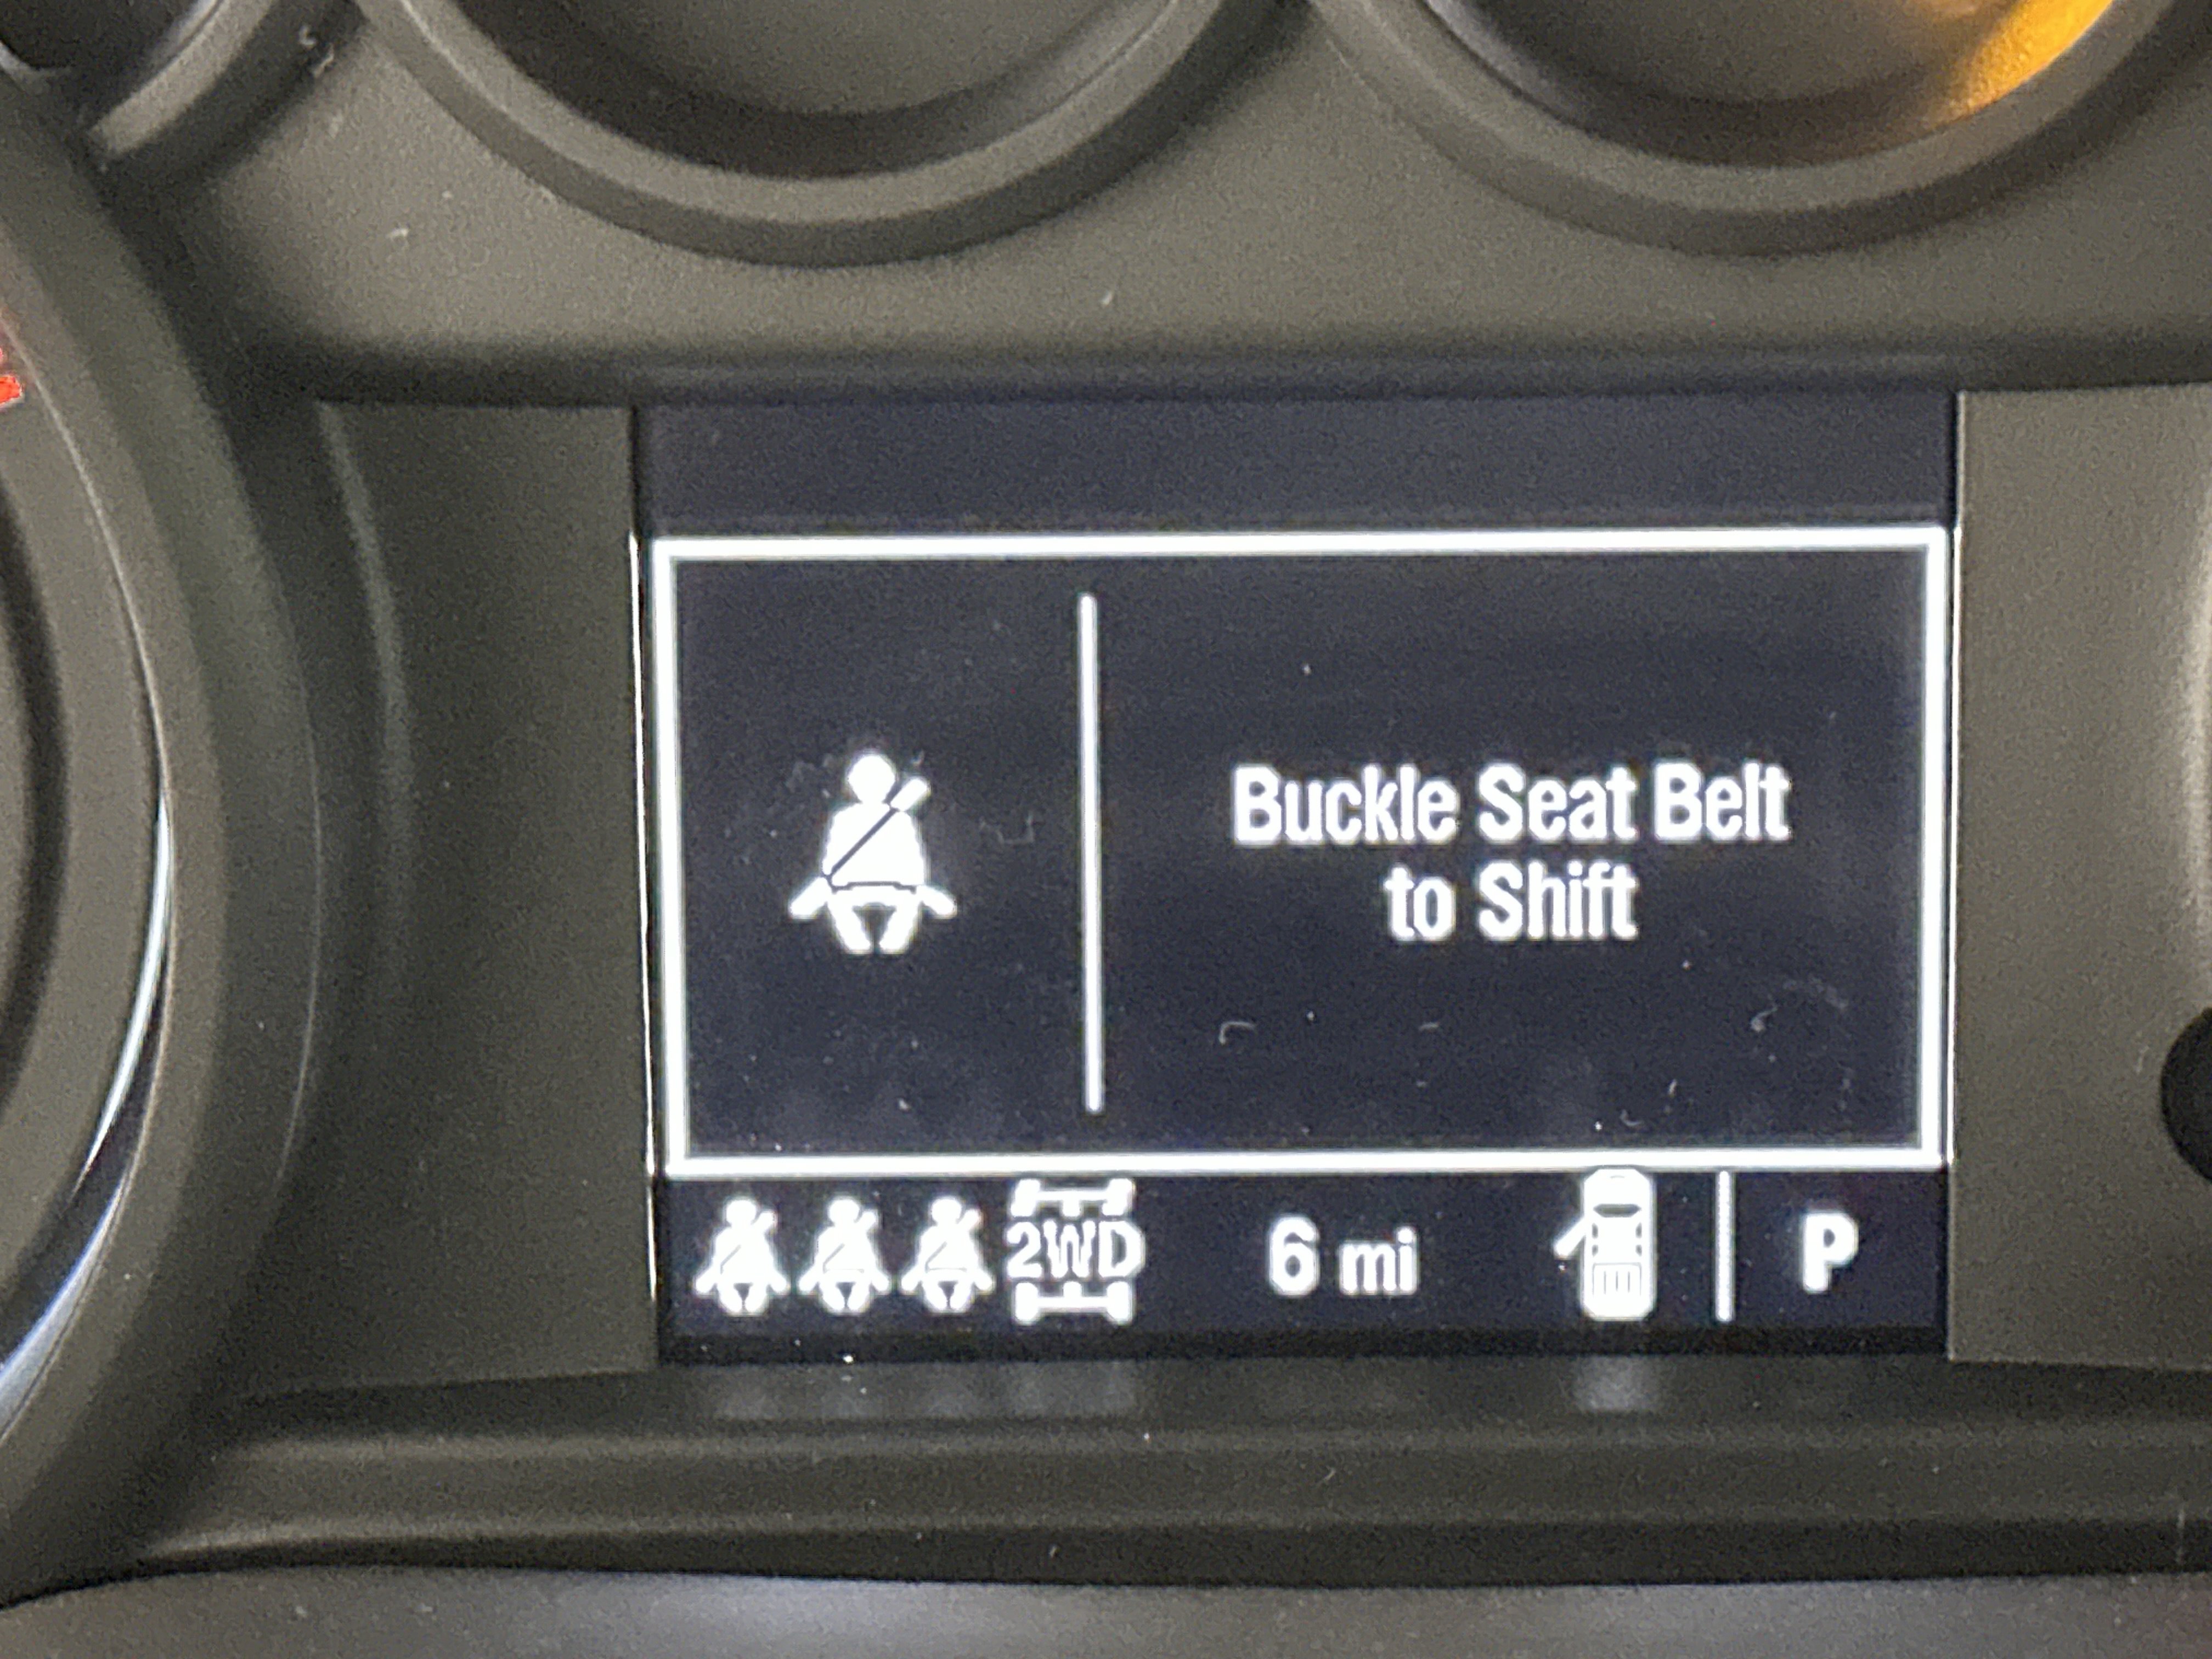 Buckle Seat Belt
to Shift
2WD
6 mi
P